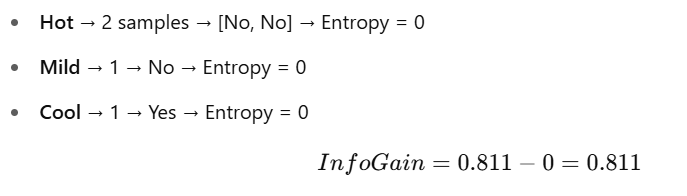 • Hot → 2 samples → [No, No] → Entropy = 0
• Mild → 1 → No → Entropy = 0
• Cool → 1 → Yes → Entropy = 0
InfoGain = 0.811 − 0 = 0.811